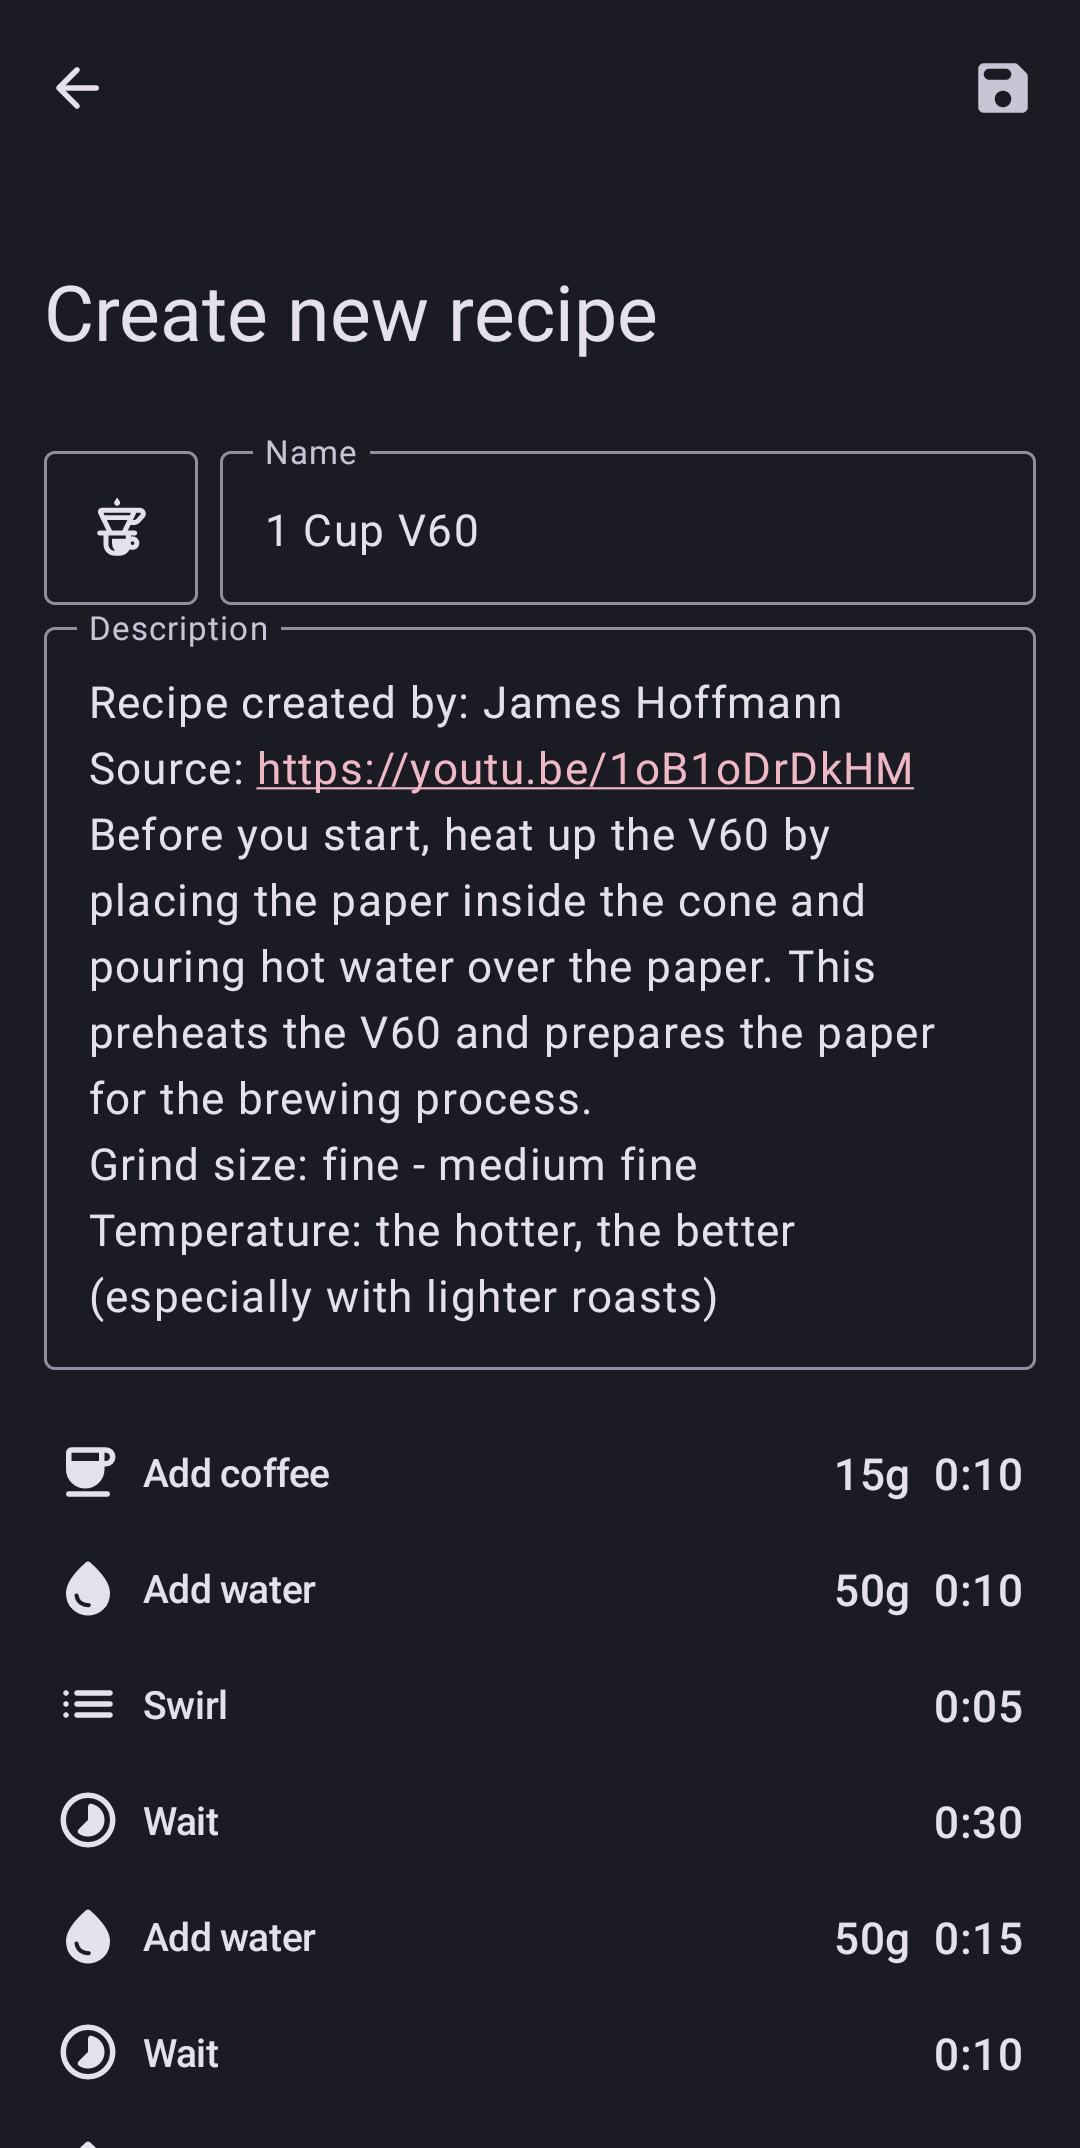 Create new recipe
Name
1 Cup V60
Description
Recipe created by: James Hoffmann
Source: https://youtu.be/1oB1oDrDkHM
Before you start, heat up the V60 by
placing the paper inside the cone and
pouring hot water over the paper. This
preheats the V60 and prepares the paper
for the brewing process.
Grind size: fine - medium fine
Temperature: the hotter, the better
(especially with lighter roasts)
Add coffee 15g 0:10
Add water 50g 0:10
Swirl 0:05
Wait 0:30
Add water 50g 0:15
Wait 0:10